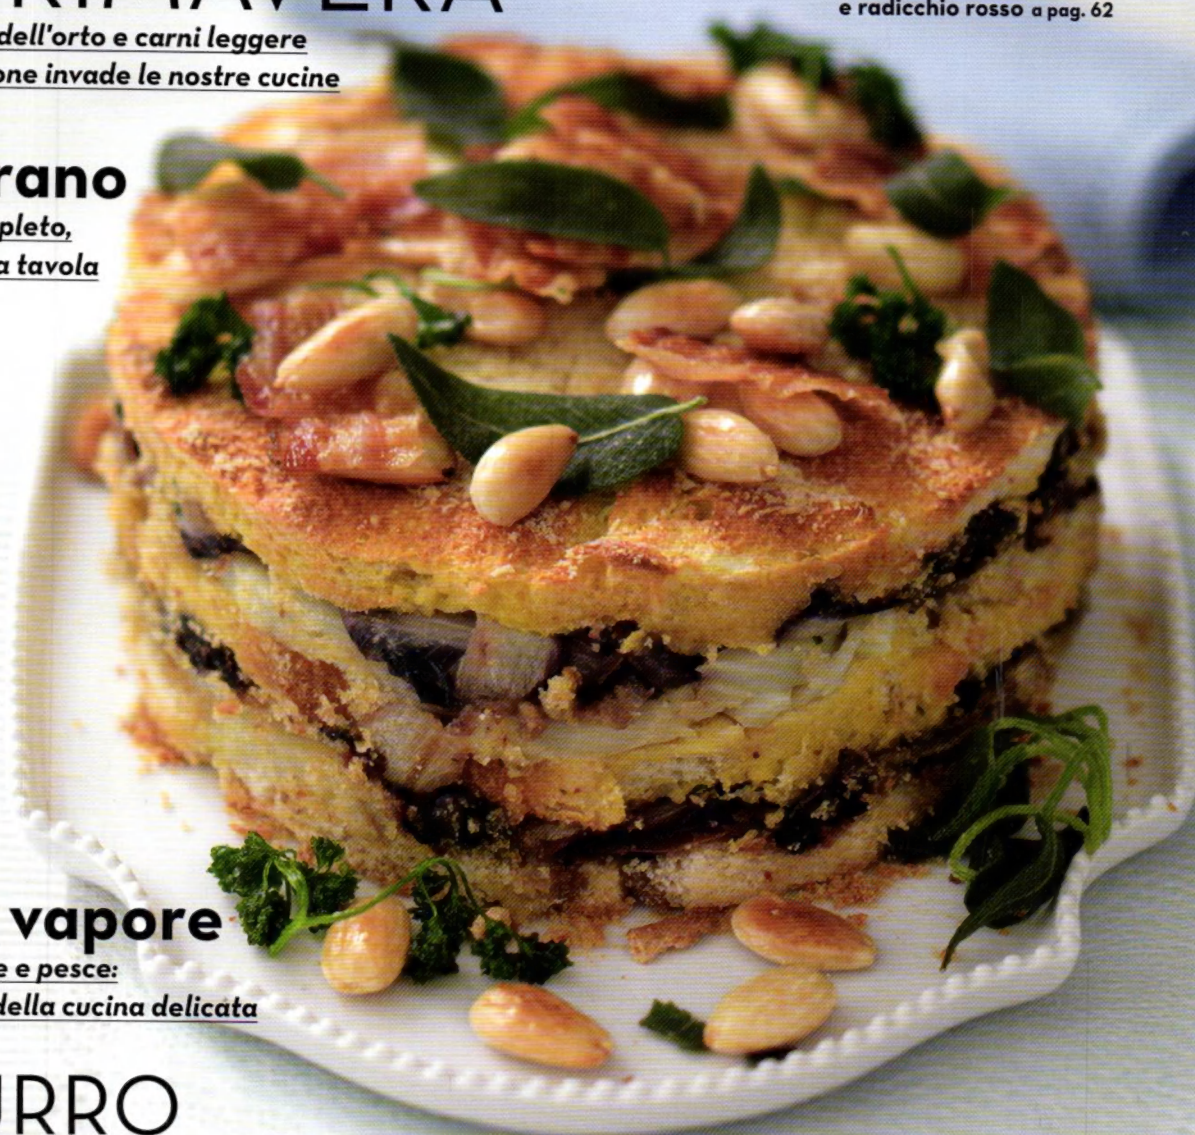 RIMAVERA
dell'orto e carni leggere
one invade le nostre cucine
e radicchio rosso a pag. 62
rano
pleto,
a tavola
vapore
e e pesce:
della cucina delicata
URRO